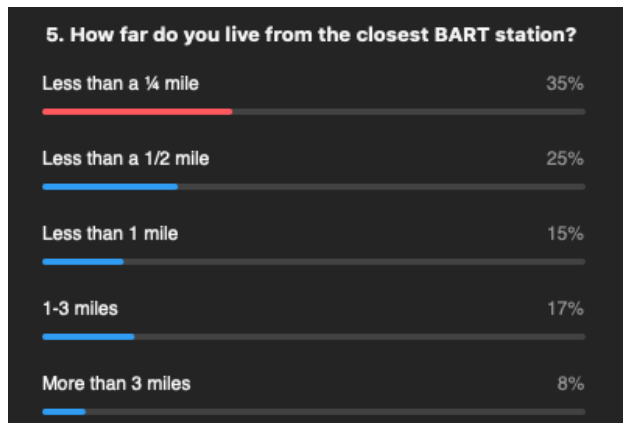 5. How far do you live from the closest BART station?
Less than a ¼ mile 35%
Less than a 1/2 mile 25%
Less than 1 mile 15%
1-3 miles 17%
More than 3 miles 8%